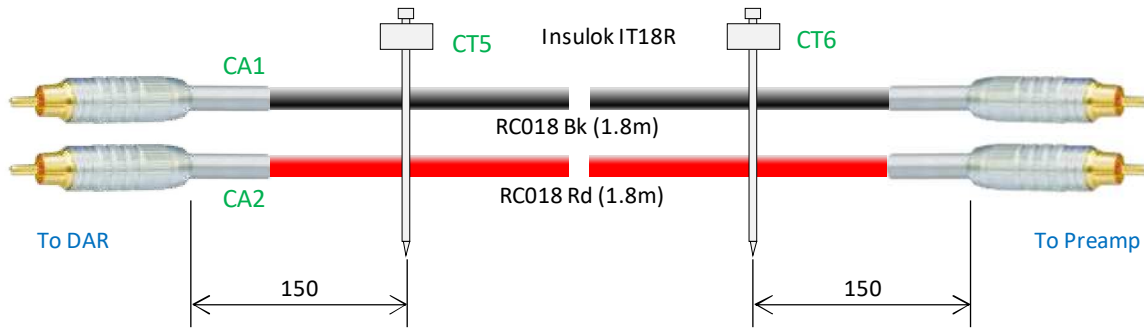 Insulok IT18R
CT5
CT6
CA1
RC018 Bk (1.8m)
RC018 Rd (1.8m)
CA2
To DAR
To Preamp
150
150